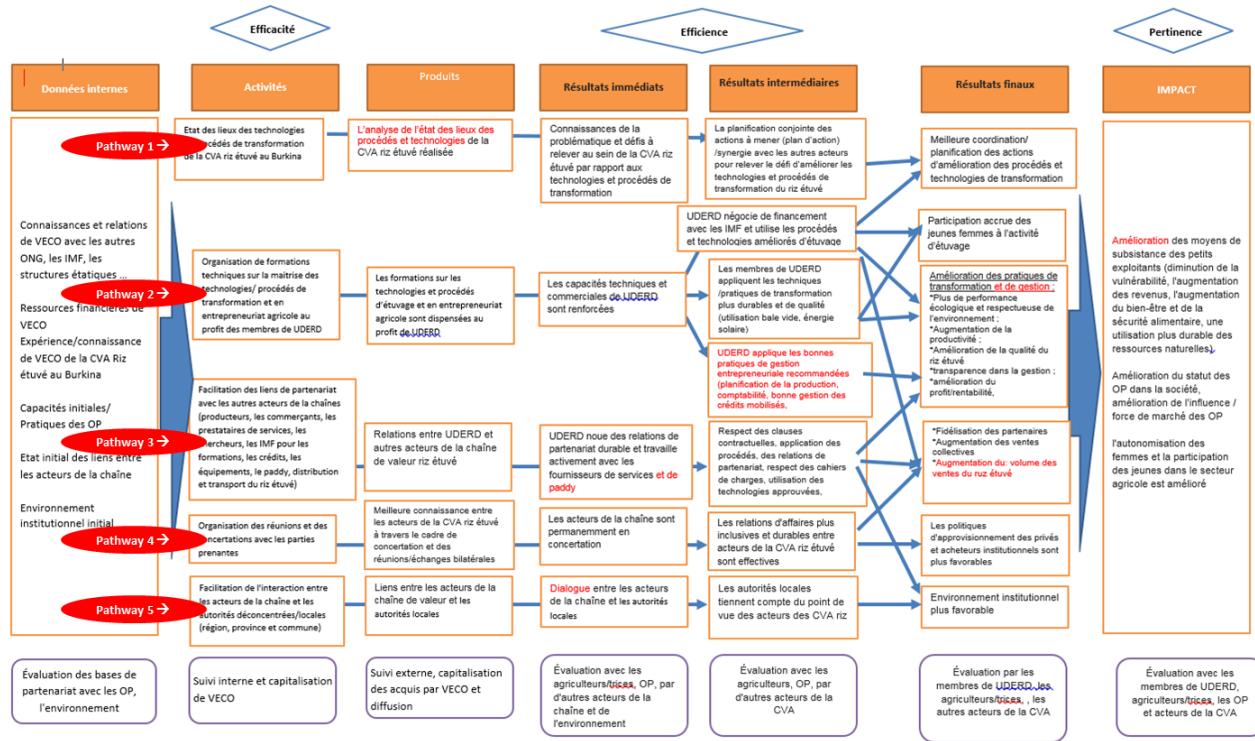 Efficacité
Efficience
Pertinence
Données internes
Activités
Produits
Résultats immédiats
Résultats intermédiaires
Résultats finaux
IMPACT
Connaissances et relations
de VECO avec les autres
ONG, les IMF, les
structures étatiques ...
Ressources financières de
VECO
Expérience/connaissance
de VECO de la CVA Riz
étuvé au Burkina
Capacités initiales/
Pratiques des OP
Etat initial des liens entre
les acteurs de la chaîne
Environnement
institutionnel initial
Pathway 1 →
Etat des lieux des technologies
procédés de transformation
de la CVA riz étuvé au Burkina
L'analyse de l'état des lieux des
procédés et technologies de la
CVA riz étuvé réalisée
Connaissances de la
problématique et défis à
relever au sein de la CVA riz
étuvé par rapport aux
technologies et procédés de
transformation
La planification conjointe des
actions à mener (plan d'action)
/synergie avec les autres acteurs
pour relever le défi d'améliorer les
technologies et procédés de
transformation du riz étuvé
Meilleure coordination/
planification des actions
d'amélioration des procédés et
technologies de transformation
UDERD négocie de financement
avec les IMF et utilise les procédés
et technologies améliorés d'étuvage
Participation accrue des
jeunes femmes à l'activité
d'étuvage
Pathway 2 →
Organisation de formations
techniques sur la maitrise des
technologies/ procédés de
transformation et en
entrepreneuriat agricole au
profit des membres de UDERD
Les formations sur les
technologies et procédés
d'étuvage et en entrepreneuriat
agricole sont dispensées au
profit de UDERD
Les capacités techniques et
commerciales de UDERD
sont renforcées
Les membres de UDERD
appliquent les techniques
/pratiques de transformation
plus durables et de qualité
(utilisation bale vide, énergie
solaire)
UDERD applique les bonnes
pratiques de gestion
entrepreneuriale recommandées
(planification de la production,
comptabilité, bonne gestion des
crédits mobilisés,
Amélioration des pratiques de
transformation et de gestion :
*Plus de performance
écologique et respectueuse de
l'environnement ;
*Augmentation de la
productivité ;
*Amélioration de la qualité du
riz étuvé
*transparence dans la gestion ;
*amélioration du
profit/rentabilité,
Pathway 3 →
Facilitation des liens de partenariat
avec les autres acteurs de la chaînes
(producteurs, les commerçants, les
prestataires de services, les
chercheurs, les IMF pour les
formations, les crédits, les
équipements, le paddy, distribution
et transport du riz étuvé)
Relations entre UDERD et
autres acteurs de la chaîne
de valeur riz étuvé
UDERD noue des relations de
partenariat durable et travaille
activement avec les
fournisseurs de services et de
paddy
Respect des clauses
contractuelles, application des
procédés, des relations de
partenariat, respect des cahiers
de charges, utilisation des
technologies approuvées,
*Fidélisation des partenaires
*Augmentation des ventes
collectives
*Augmentation du: volume des
ventes du ruz étuvé
Pathway 4 →
Organisation des réunions et des
concertations avec les parties
prenantes
Meilleure connaissance entre
les acteurs de la CVA riz étuvé
à travers le cadre de
concertation et des
réunions/échanges bilatérales
Les acteurs de la chaîne sont
permanemment en
concertation
Les relations d'affaires plus
inclusives et durables entre
acteurs de la CVA riz étuvé
sont effectives
Les politiques
d'approvisionnement des privés
et acheteurs institutionnels sont
plus favorables
Pathway 5 →
Facilitation de l'interaction entre
les acteurs de la chaîne et les
autorités déconcentrées/locales
(région, province et commune)
Liens entre les acteurs de la
chaîne de valeur et les
autorités locales
Dialogue entre les acteurs
de la chaîne et les autorités
locales
Les autorités locales
tiennent compte du point de
vue des acteurs des CVA riz
Environnement institutionnel
plus favorable
Amélioration des moyens de
subsistance des petits
exploitants (diminution de la
vulnérabilité, l'augmentation
des revenus, l'augmentation
du bien-être et de la
sécurité alimentaire, une
utilisation plus durable des
ressources naturelles),
Amélioration du statut des
OP dans la société,
amélioration de l'influence /
force de marché des OP
l'autonomisation des
femmes et la participation
des jeunes dans le secteur
agricole est amélioré
Évaluation des bases de
partenariat avec les OP,
l'environnement
Suivi interne et capitalisation
de VECO
Suivi externe, capitalisation
des acquis par VECO et
diffusion
Évaluation avec les
agriculteurs/trices, OP, par
d'autres acteurs de la
chaîne et de
l'environnement
Évaluation avec les
agriculteurs, OP, par
d'autres acteurs de la
CVA
Évaluation par les
membres de UDERD, les
agriculteurs/trices, , les
autres acteurs de la CVA
Évaluation avec les
membres de UDERD,
agriculteurs/trices, les OP
et acteurs de la CVA